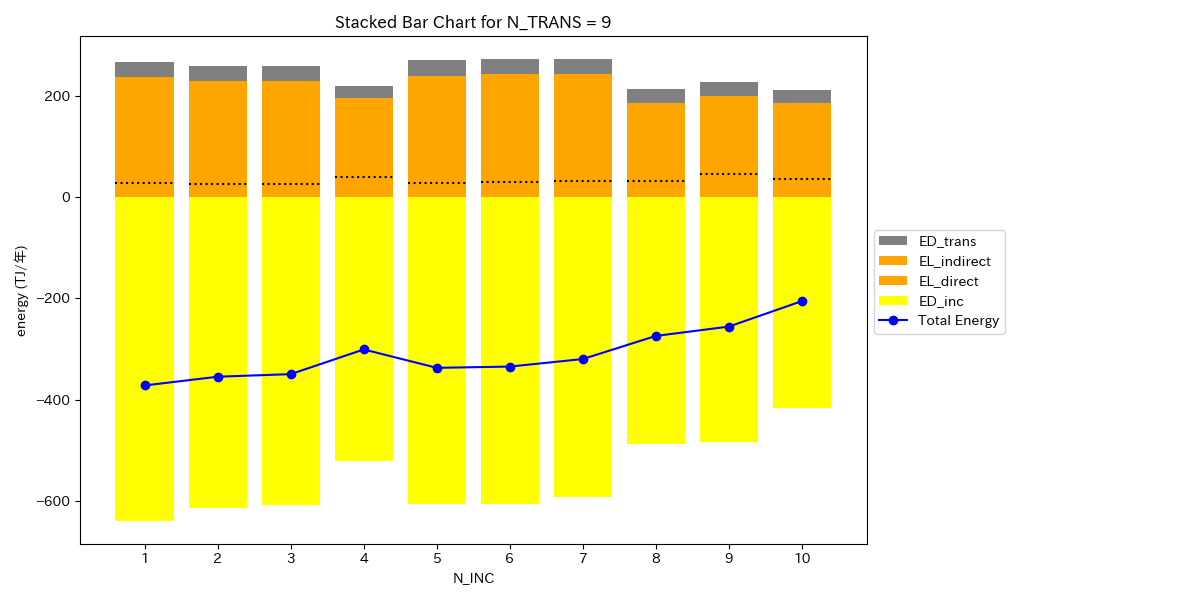 Stacked Bar Chart for N_TRANS = 9
energy (TJ/年)
200
0
−200
−400
−600
1 2 3 4 5 6 7 8 9 10
N_INC
ED_trans
EL_indirect
EL_direct
ED_inc
Total Energy